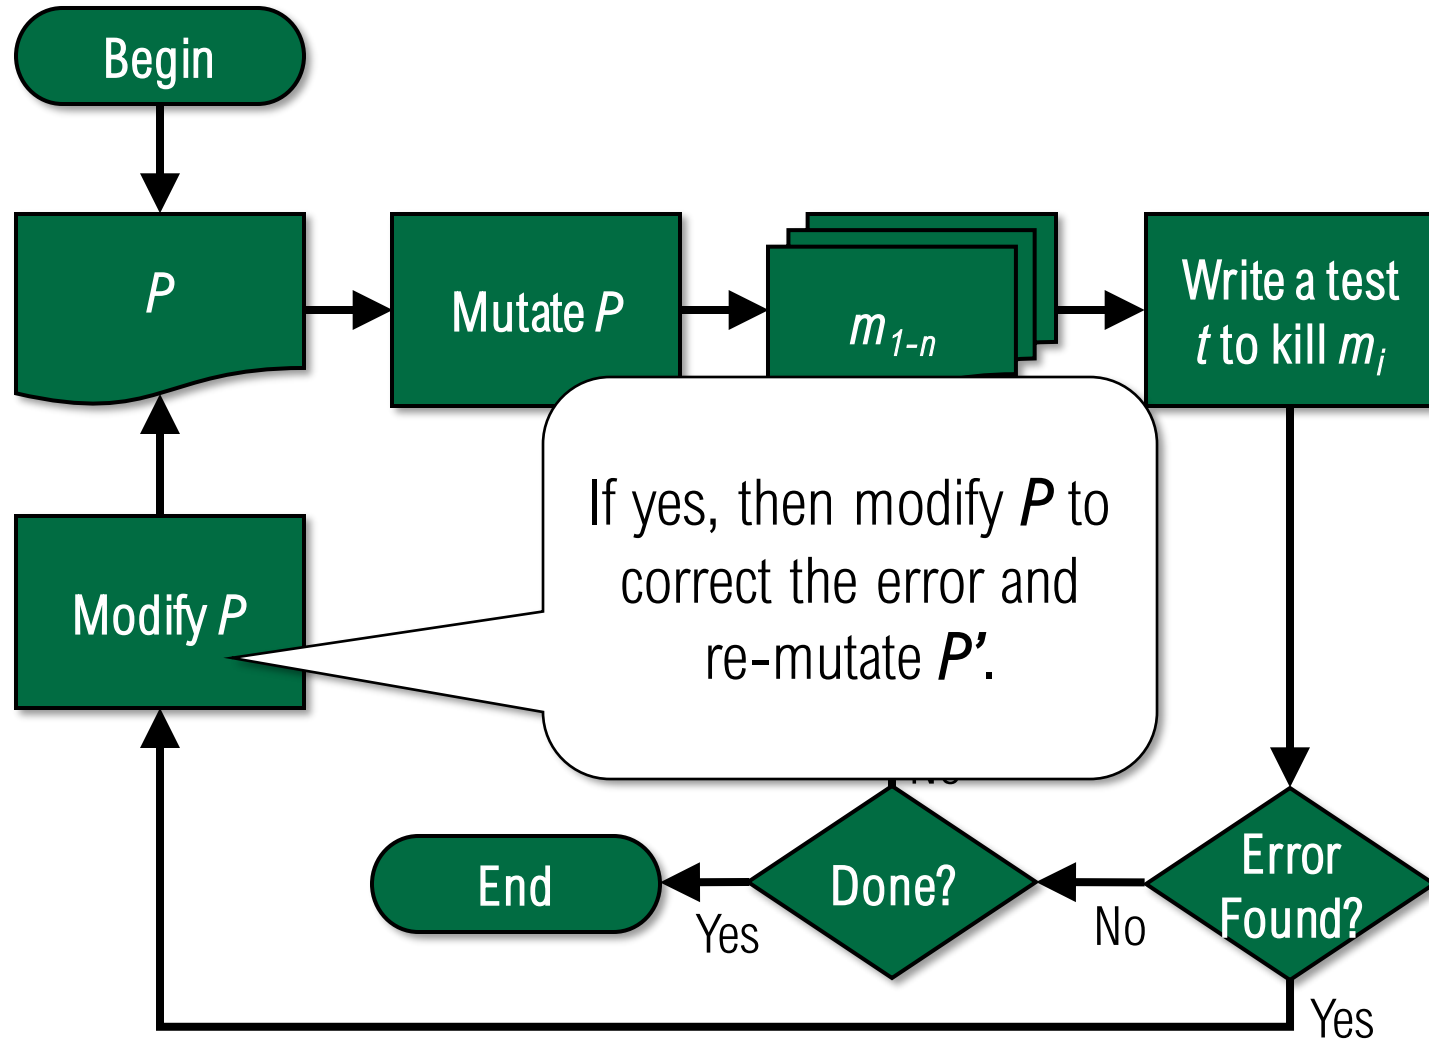 Begin
P
Mutate P
m1-n
Write a test
t to kill mi
If yes, then modify P to
correct the error and
re-mutate P’.
Modify P
No
End
Yes
Done?
No
Error
Found?
Yes